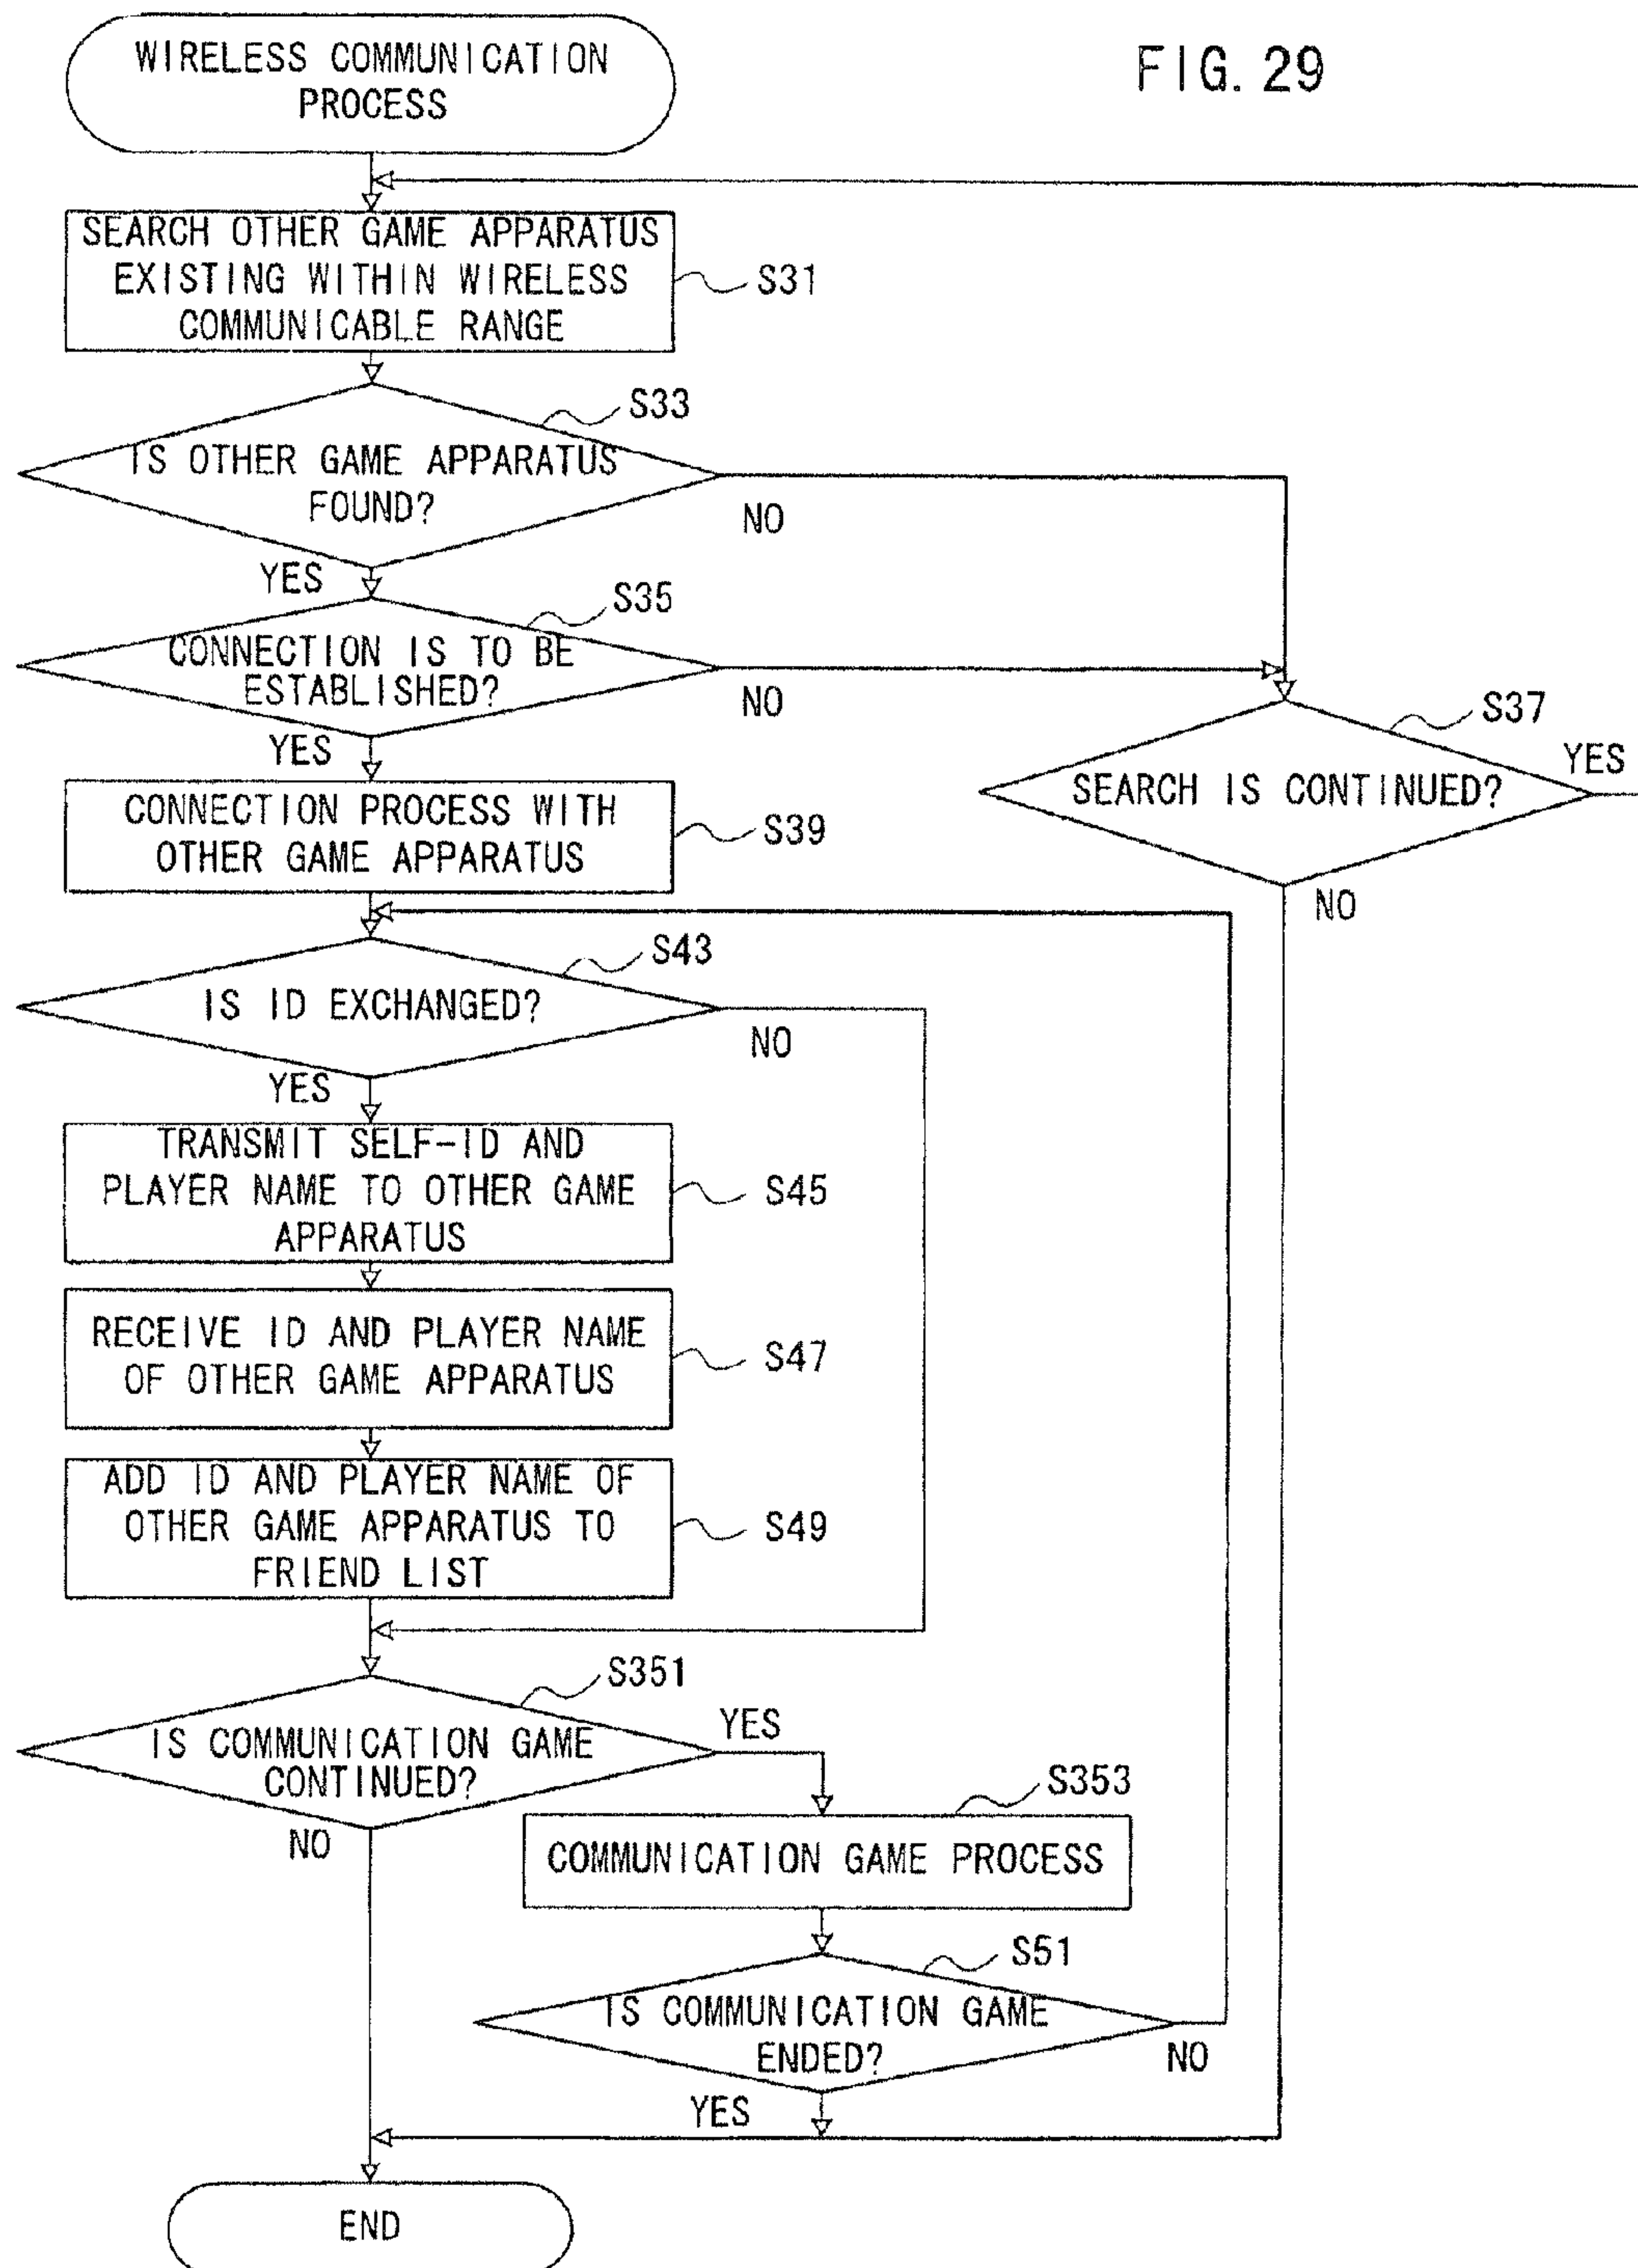 FIG. 29
WIRELESS COMMUNICATION
PROCESS
SEARCH OTHER GAME APPARATUS
EXISTING WITHIN WIRELESS
COMMUNICABLE RANGE
S31
S33
IS OTHER GAME APPARATUS
FOUND?
NO
YES
S35
CONNECTION IS TO BE
ESTABLISHED?
NO
YES
S37
SEARCH IS CONTINUED?
YES
NO
CONNECTION PROCESS WITH
OTHER GAME APPARATUS
S39
S43
IS ID EXCHANGED?
NO
YES
TRANSMIT SELF-ID AND
PLAYER NAME TO OTHER GAME
APPARATUS
S45
RECEIVE ID AND PLAYER NAME
OF OTHER GAME APPARATUS
S47
ADD ID AND PLAYER NAME OF
OTHER GAME APPARATUS TO
FRIEND LIST
S49
S351
IS COMMUNICATION GAME
CONTINUED?
YES
NO
S353
COMMUNICATION GAME PROCESS
S51
IS COMMUNICATION GAME
ENDED?
NO
YES
END